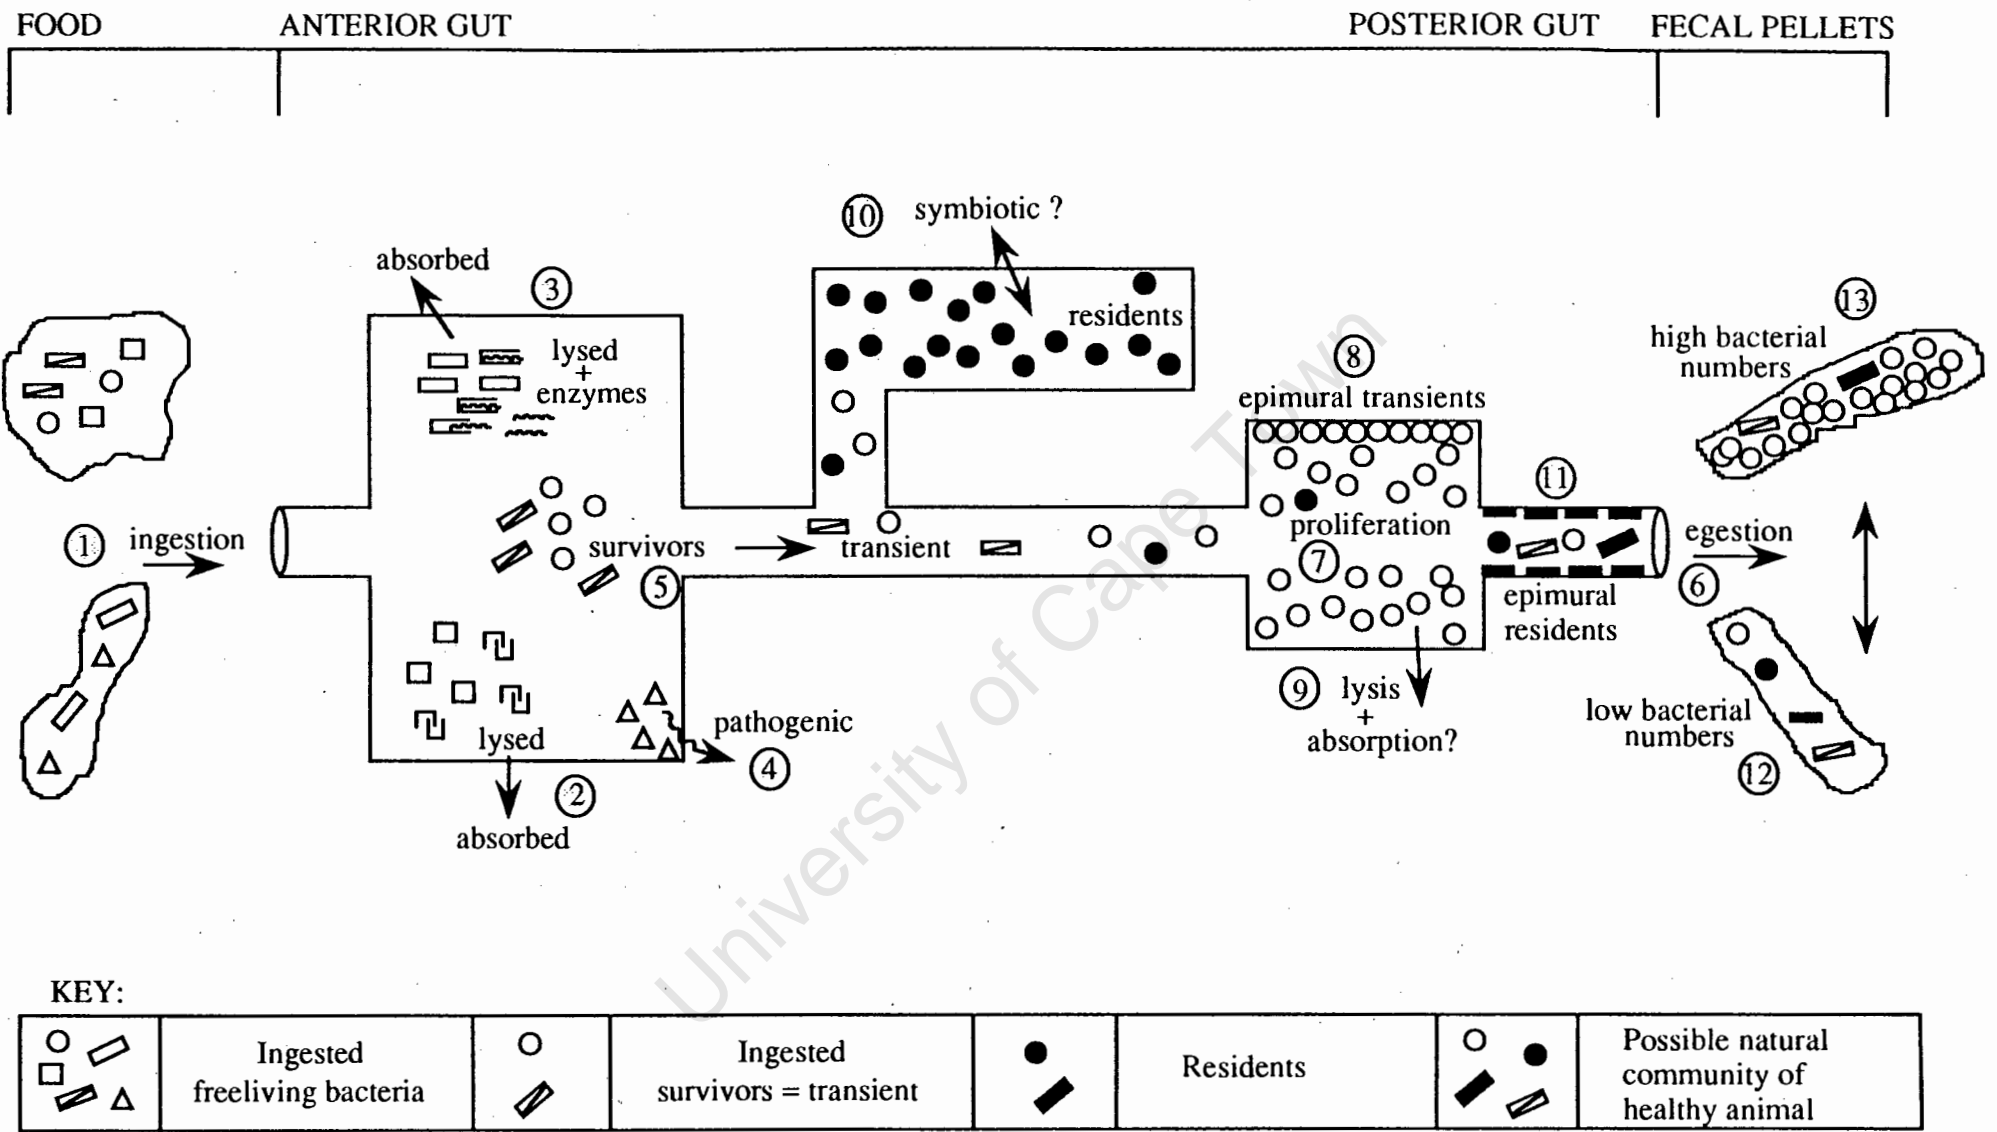 FOOD
ANTERIOR GUT
POSTERIOR GUT
FECAL PELLETS
10
symbiotic ?
absorbed
3
13
residents
high bacterial
numbers
lysed
+
enzymes
8
epimural transients
11
1
ingestion
survivors
transient
proliferation
egestion
5
7
6
epimural
residents
9
lysis
+
absorption?
low bacterial
numbers
12
pathogenic
4
lysed
2
absorbed
University of Cape Town
KEY:
Ingested
freeliving bacteria
Ingested
survivors = transient
Residents
Possible natural
community of
healthy animal